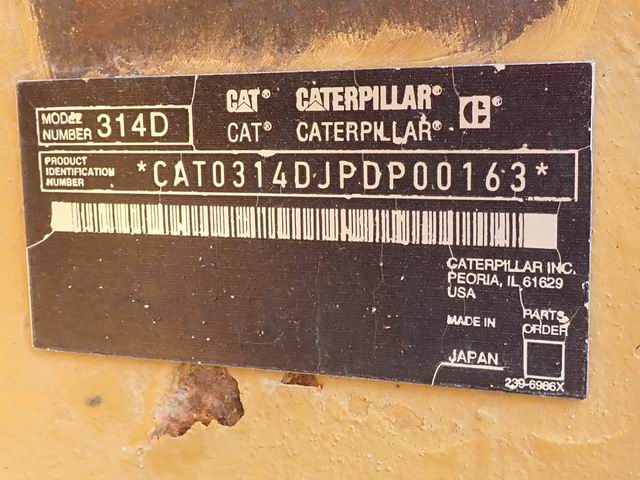 MODEL NUMBER 314D
CAT® CATERPILLAR®
CAT® CATERPILLAR®
C®
PRODUCT IDENTIFICATION NUMBER *CAT0314DJPDP00163*
CATERPILLAR INC.
PEORIA, IL 61629
USA
MADE IN
JAPAN
PARTS
ORDER
239-6986X